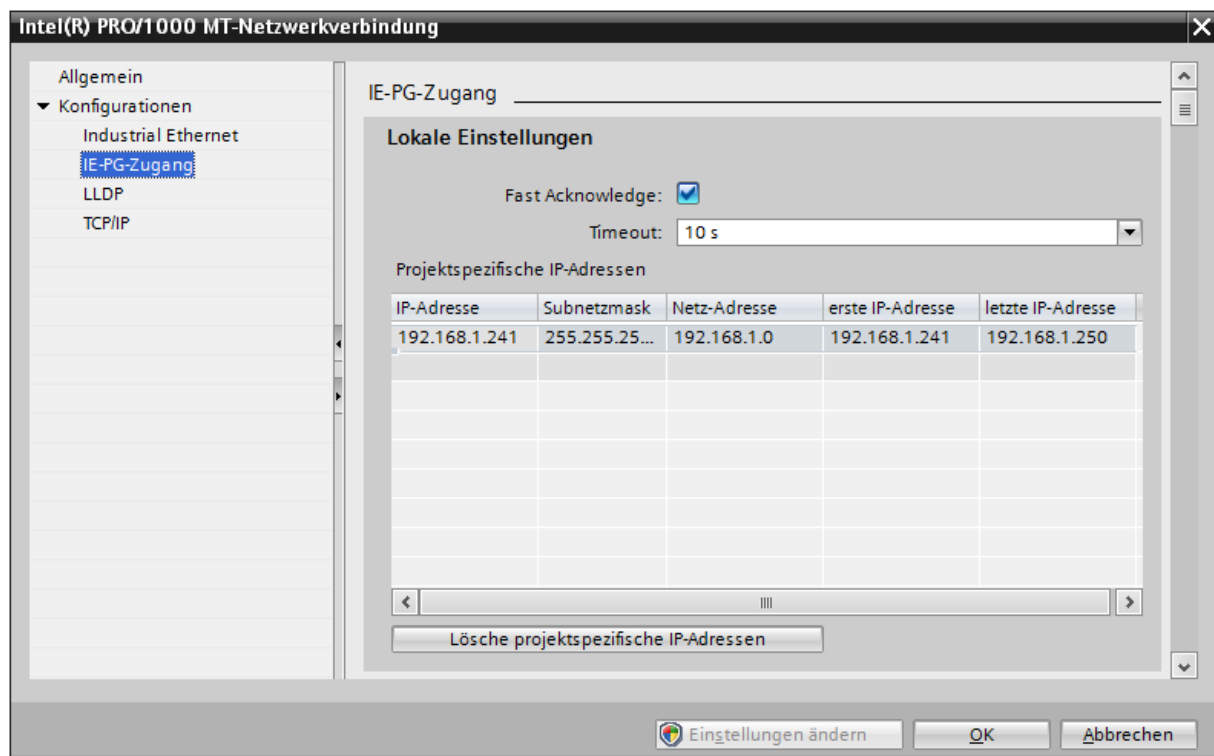 Intel(R) PRO/1000 MT-Netzwerkverbindung
Allgemein
Konfigurationen
Industrial Ethernet
IE-PG-Zugang
LLDP
TCP/IP
IE-PG-Zugang
Lokale Einstellungen
Fast Acknowledge:
Timeout: 10 s
Projektspezifische IP-Adressen
IP-Adresse Subnetzmask Netz-Adresse erste IP-Adresse letzte IP-Adresse
192.168.1.241 255.255.25... 192.168.1.0 192.168.1.241 192.168.1.250
Lösche projektspezifische IP-Adressen
Einstellungen ändern OK Abbrechen